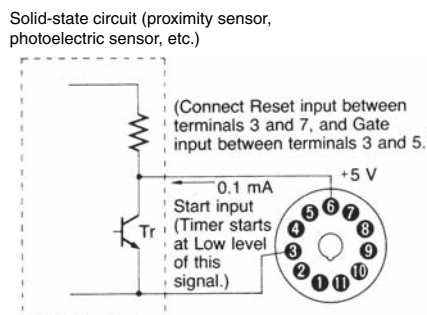 Solid-state circuit (proximity sensor,
photoelectric sensor, etc.)
(Connect Reset input between
terminals 3 and 7, and Gate
input between terminals 3 and 5.
+5 V
0.1 mA
Start input
(Timer starts
at Low level
of this
signal.)
Tr
1
2
3
4
5
6
7
8
9
10
11